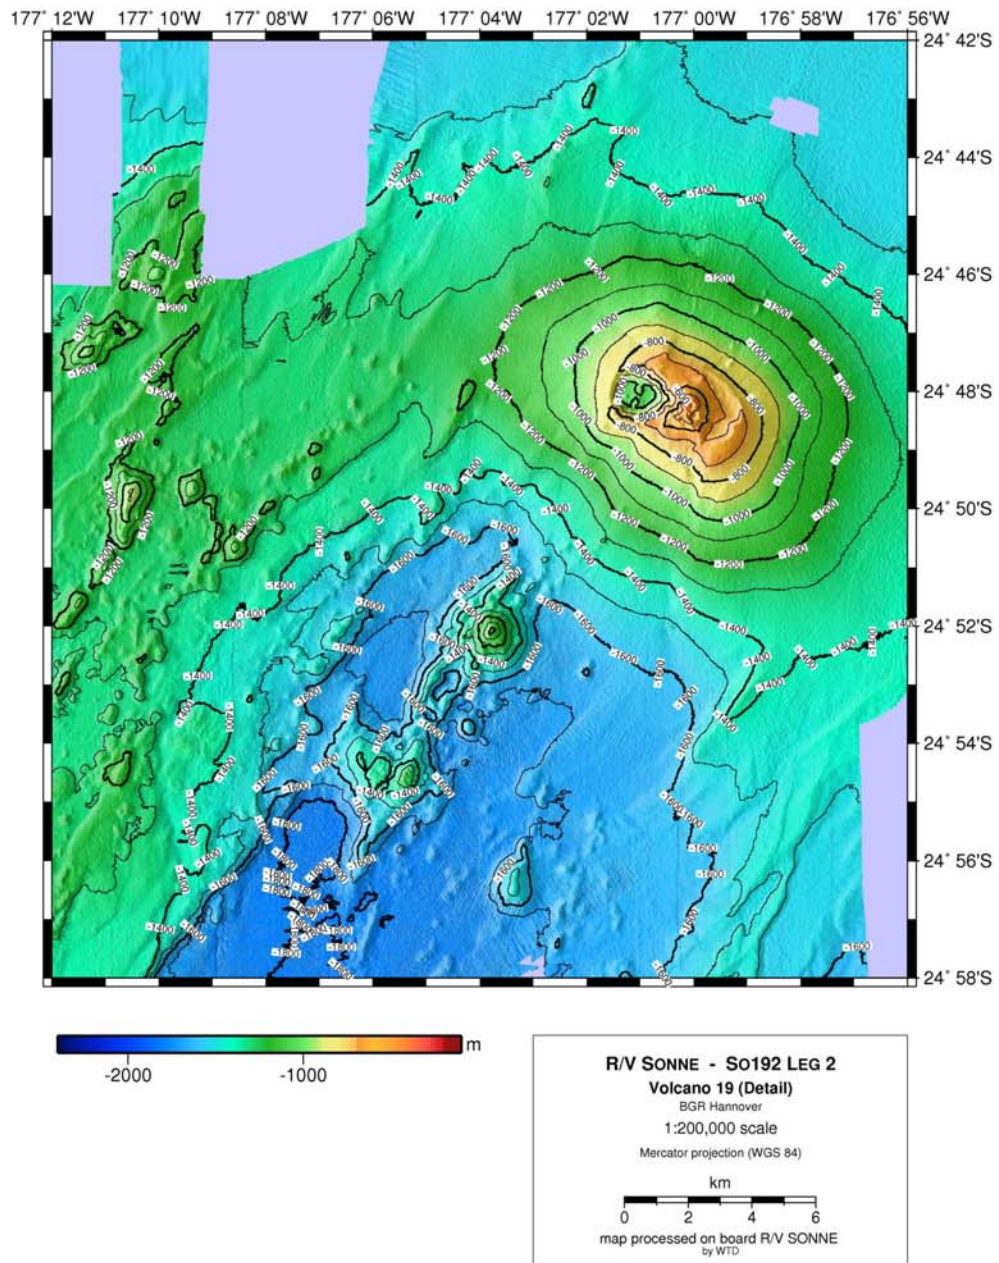 177˚ 12'W 177˚ 10'W 177˚ 08'W 177˚ 06'W 177˚ 04'W 177˚ 02'W 177˚ 00'W 176˚ 58'W 176˚ 56'W
24˚ 42'S
24˚ 44'S
24˚ 46'S
24˚ 48'S
24˚ 50'S
24˚ 52'S
24˚ 54'S
24˚ 56'S
24˚ 58'S
-1400
-1200
-1000
-800
-1600
-1800
m
-2000 -1000
R/V SONNE - SO192 LEG 2
Volcano 19 (Detail)
BGR Hannover
1:200,000 scale
Mercator projection (WGS 84)
km
0 2 4 6
map processed on board R/V SONNE
by WTD